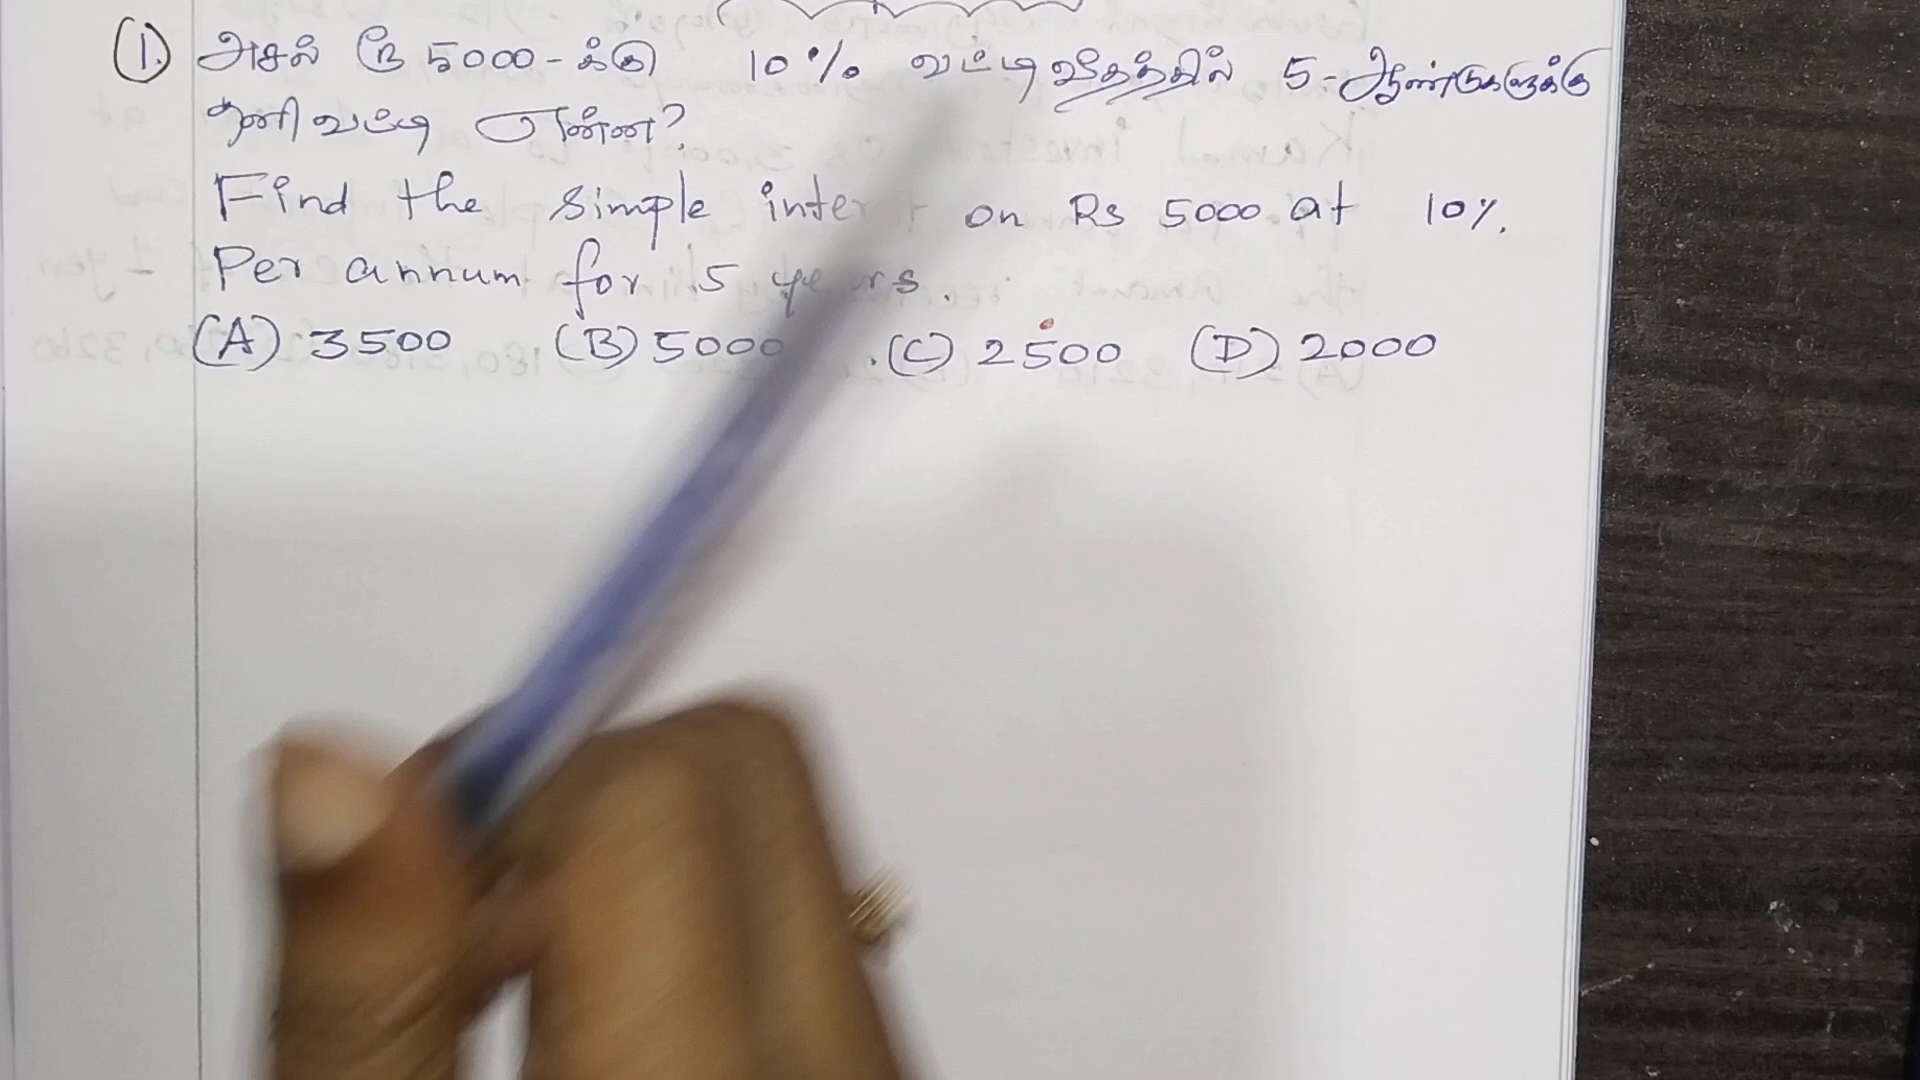 1. அசல் ரூ 5000-க்கு 10% வட்டி வீதத்தில் 5-ஆண்டுகளுக்கு
தனி வட்டி என்ன?
Find the simple on Rs 5000 at 10%.
Per annum for 5 years.
(A) 3500 (B) 5000 (C) 2500 (D) 2000